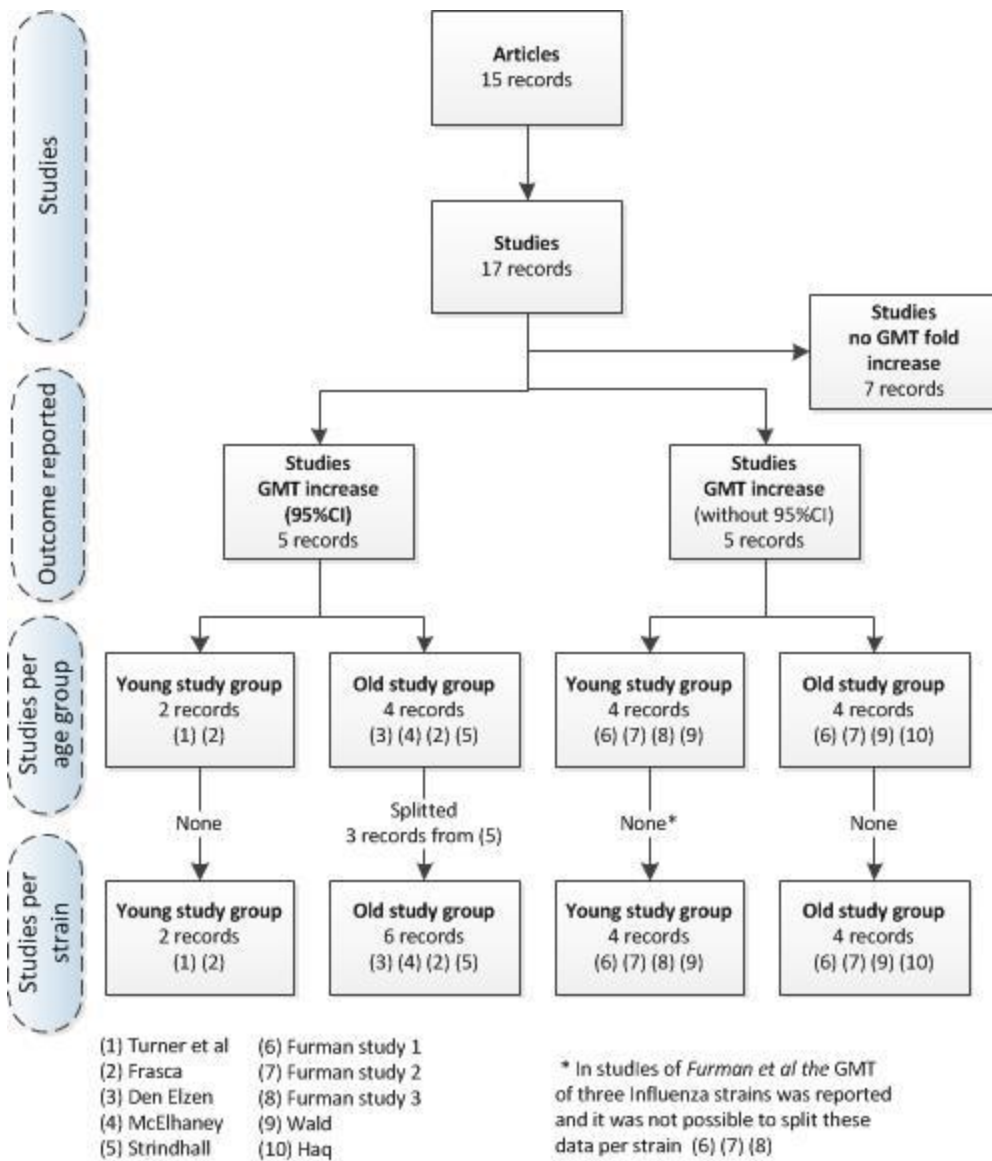 Studies
Articles
15 records
Studies
17 records
Studies
no GMT fold
increase
7 records
Outcome reported
Studies
GMT increase
(95%CI)
5 records
Studies
GMT increase
(without 95%CI)
5 records
Studies per
age group
Young study group
2 records
(1) (2)
Old study group
4 records
(3) (4) (2) (5)
Young study group
4 records
(6) (7) (8) (9)
Old study group
4 records
(6) (7) (9) (10)
None
Splitted
3 records from (5)
None*
None
Studies per
strain
Young study group
2 records
(1) (2)
Old study group
6 records
(3) (4) (2) (5)
Young study group
4 records
(6) (7) (8) (9)
Old study group
4 records
(6) (7) (9) (10)
(1) Turner et al
(2) Frasca
(3) Den Elzen
(4) McElhaney
(5) Strindhall
(6) Furman study 1
(7) Furman study 2
(8) Furman study 3
(9) Wald
(10) Haq
* In studies of Furman et al the GMT
of three Influenza strains was reported
and it was not possible to split these
data per strain (6) (7) (8)